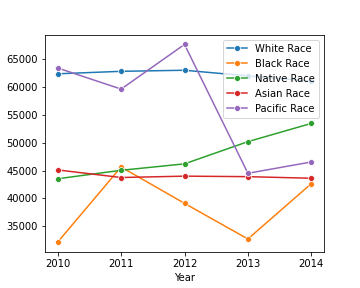 White Race
Black Race
Native Race
Asian Race
Pacific Race
65000
60000
55000
50000
45000
40000
35000
2010 2011 2012 2013 2014
Year